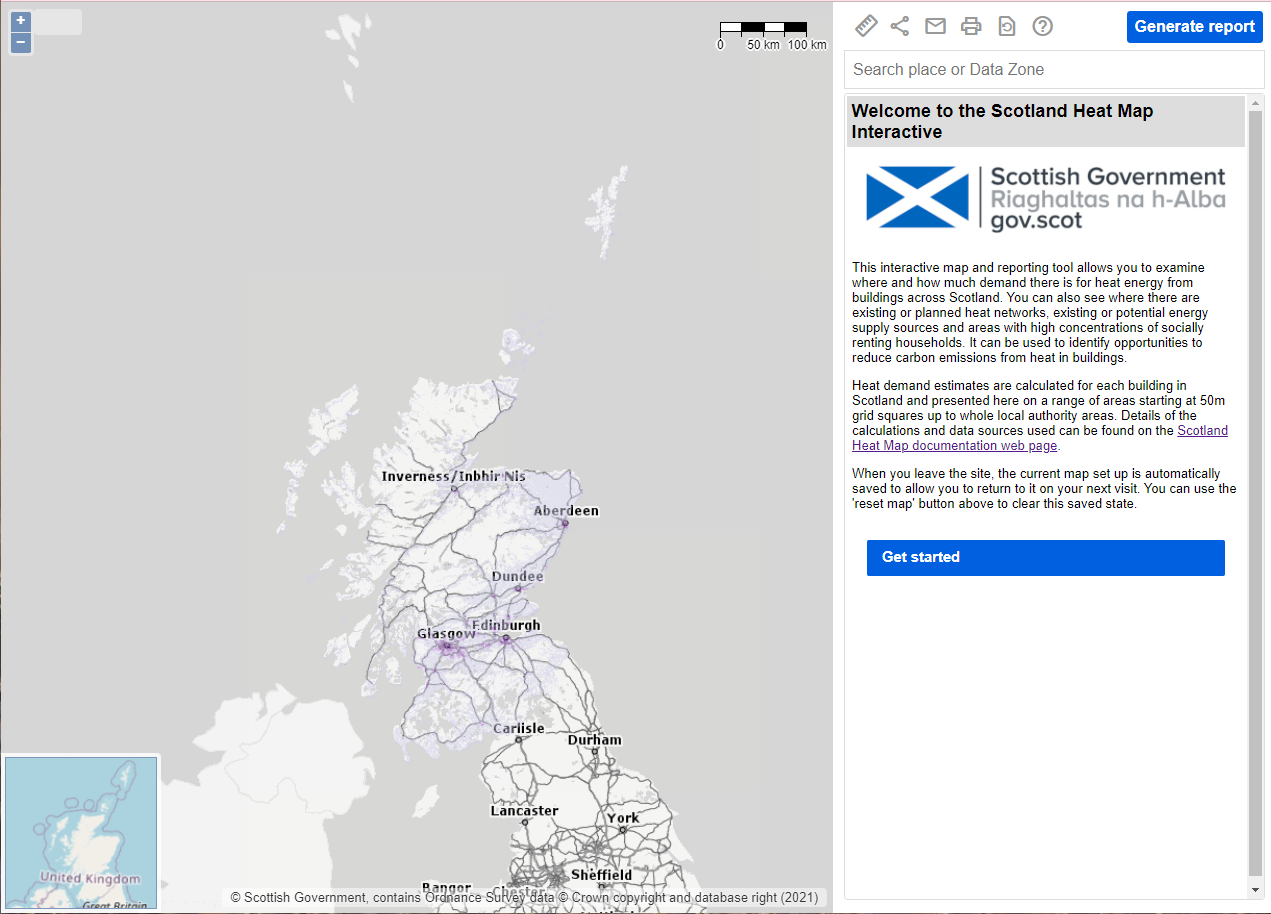 +
−
0 50 km 100 km
Inverness/Inbhir Nis
Aberdeen
Dundee
Edinburgh
Glasgow
Carlisle
Durham
Lancaster
York
Sheffield
Bangor
Chester
United Kingdom
Great Britain
© Scottish Government, contains Ordnance Survey data © Crown copyright and database right (2021)
Generate report
Search place or Data Zone
Welcome to the Scotland Heat Map
Interactive
Scottish Government
Riaghaltas na h-Alba
gov.scot
This interactive map and reporting tool allows you to examine
where and how much demand there is for heat energy from
buildings across Scotland. You can also see where there are
existing or planned heat networks, existing or potential energy
supply sources and areas with high concentrations of socially
renting households. It can be used to identify opportunities to
reduce carbon emissions from heat in buildings.
Heat demand estimates are calculated for each building in
Scotland and presented here on a range of areas starting at 50m
grid squares up to whole local authority areas. Details of the
calculations and data sources used can be found on the Scotland
Heat Map documentation web page.
When you leave the site, the current map set up is automatically
saved to allow you to return to it on your next visit. You can use the
'reset map' button above to clear this saved state.
Get started